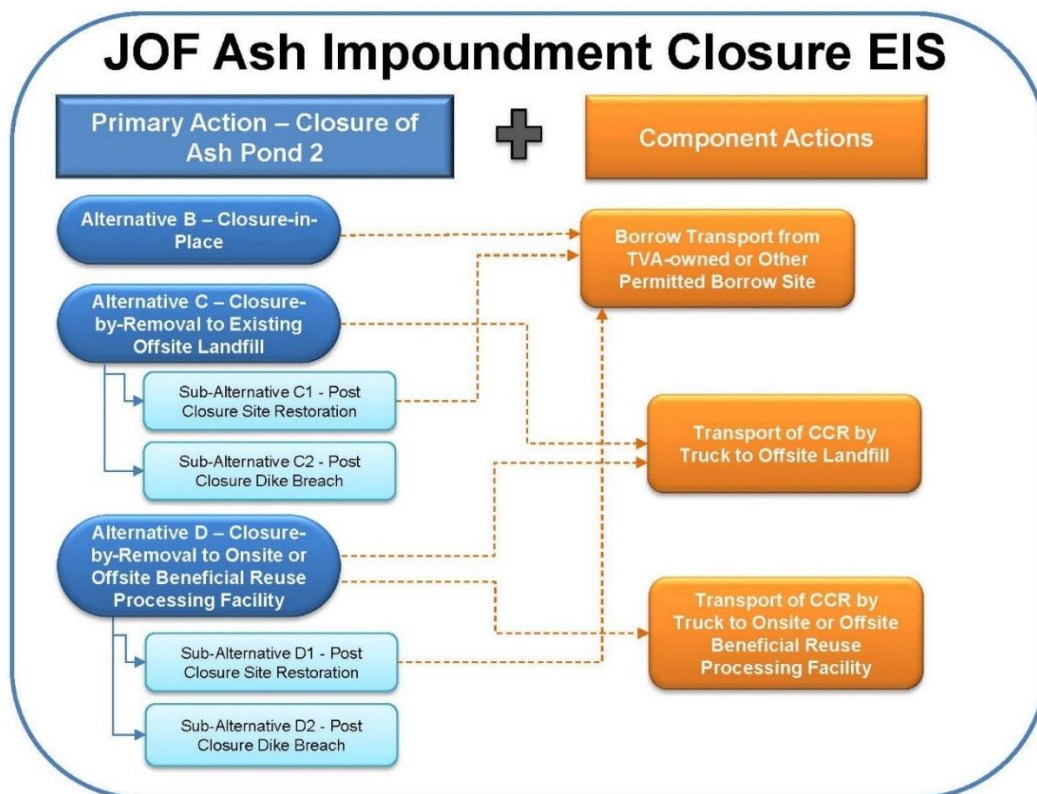 JOF Ash Impoundment Closure EIS
Primary Action – Closure of
Ash Pond 2
Component Actions
Alternative B – Closure-in-
Place
Borrow Transport from
TVA-owned or Other
Permitted Borrow Site
Alternative C – Closure-
by-Removal to Existing
Offsite Landfill
Sub-Alternative C1 - Post
Closure Site Restoration
Sub-Alternative C2 - Post
Closure Dike Breach
Transport of CCR by
Truck to Offsite Landfill
Alternative D – Closure-
by-Removal to Onsite or
Offsite Beneficial Reuse
Processing Facility
Transport of CCR by
Truck to Onsite or Offsite
Beneficial Reuse
Processing Facility
Sub-Alternative D1 - Post
Closure Site Restoration
Sub-Alternative D2 - Post
Closure Dike Breach